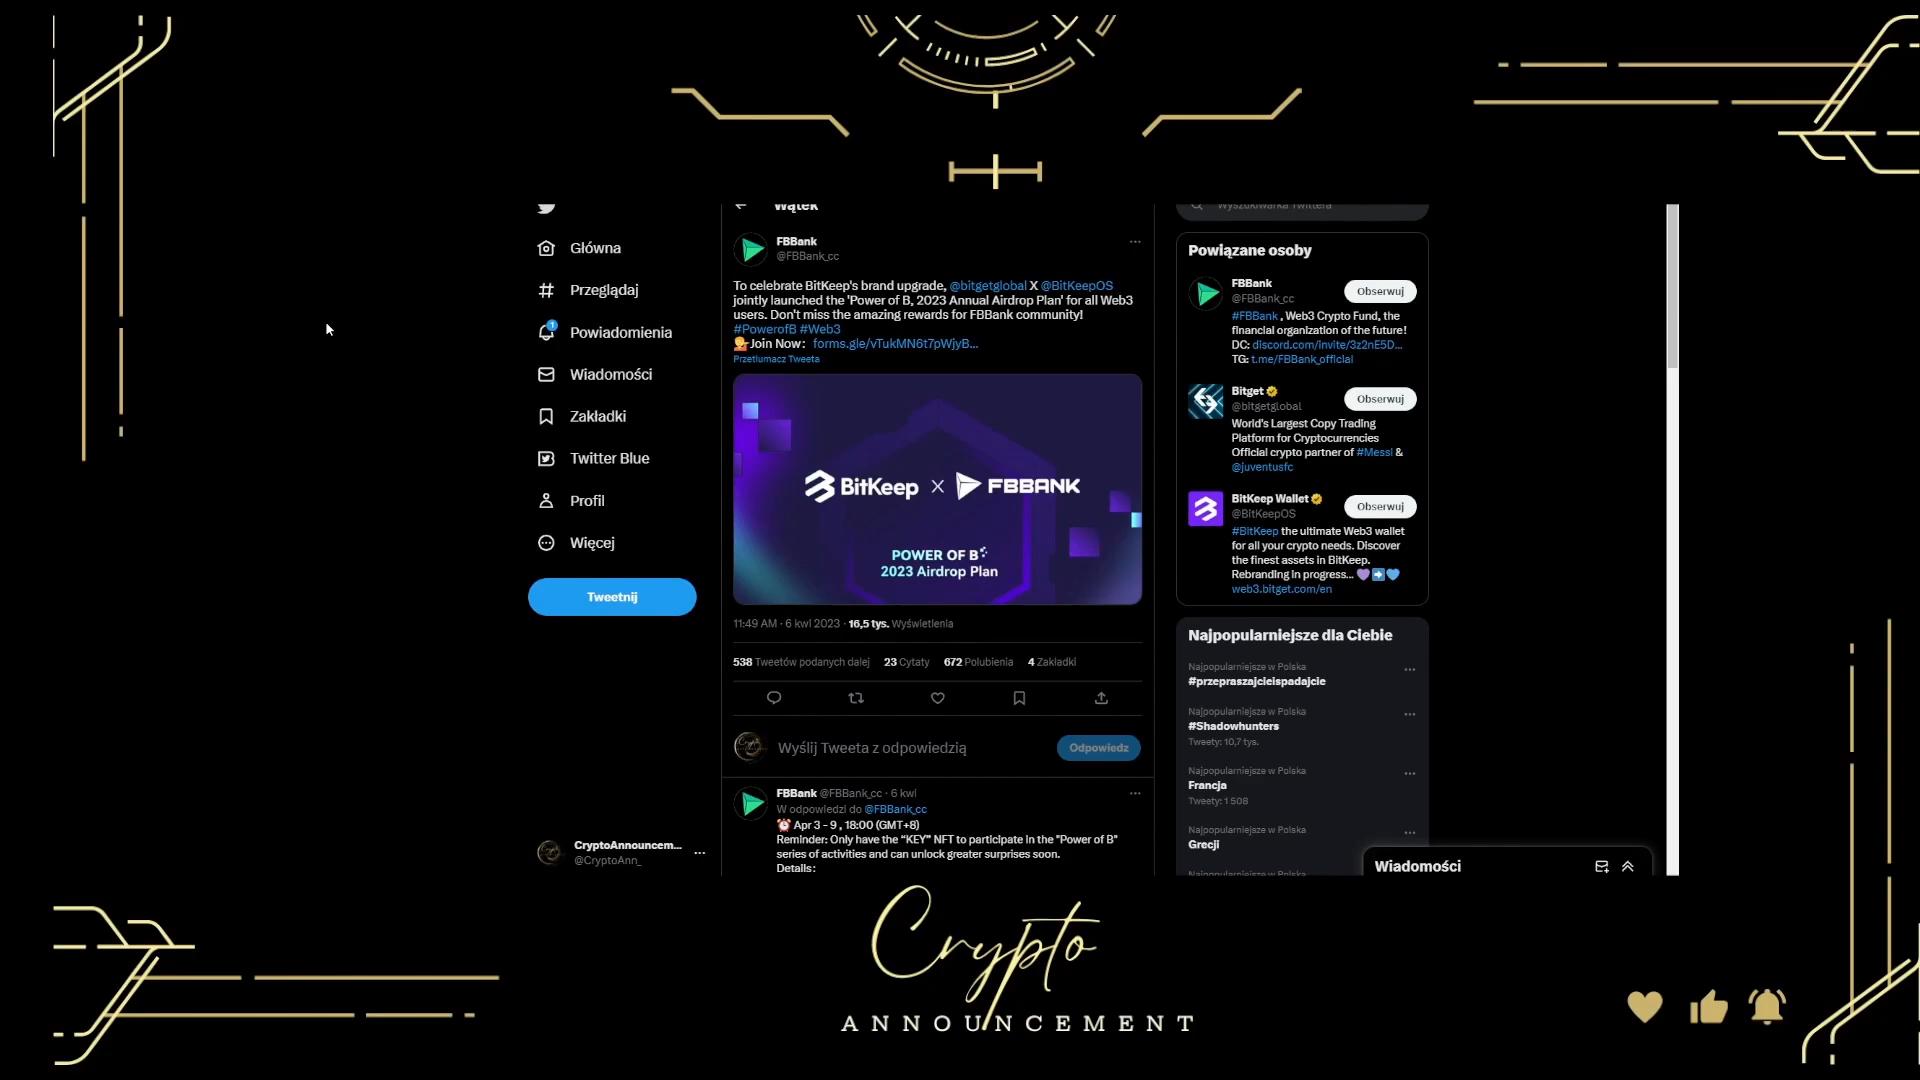 Główna
Przeglądaj
1
Powiadomienia
Wiadomości
Zakładki
Twitter Blue
Profil
Więcej
Tweetnij
CryptoAnnouncem...
@CryptoAnn_
Wątek
FBBank
@FBBank_cc
To celebrate BitKeep's brand upgrade, @bitgetglobal X @BitKeepOS
jointly launched the 'Power of B, 2023 Annual Airdrop Plan' for all Web3
users. Don't miss the amazing rewards for FBBank community!
#PowerofB #Web3
Join Now: forms.gle/vTukMN6t7pWjyB...
Przetłumacz Tweeta
BitKeep X FBBANK
POWER OF B
2023 Airdrop Plan
11:49 AM · 6 kwi 2023 · 16,5 tys. Wyświetlenia
538 Tweetów podanych dalej 23 Cytaty 672 Polubienia 4 Zakładki
Wyślij Tweeta z odpowiedzią
Odpowiedz
FBBank @FBBank_cc · 6 kwi
W odpowiedzi do @FBBank_cc
Apr 3 - 9 , 18:00 (GMT+8)
Reminder: Only have the “KEY” NFT to participate in the "Power of B"
series of activities and can unlock greater surprises soon.
Details:
Wyszukiwarka Twittera
Powiązane osoby
FBBank
@FBBank_cc
Obserwuj
#FBBank , Web3 Crypto Fund, the
financial organization of the future!
DC: discord.com/invite/3z2nE5D...
TG: t.me/FBBank_official
Bitget
@bitgetglobal
Obserwuj
World's Largest Copy Trading
Platform for Cryptocurrencies
Official crypto partner of #Messi &
@juventusfc
BitKeep Wallet
@BitKeepOS
Obserwuj
#BitKeep the ultimate Web3 wallet
for all your crypto needs. Discover
the finest assets in BitKeep.
Rebranding in progress...
web3.bitget.com/en
Najpopularniejsze dla Ciebie
Najpopularniejsze w Polska
#przepraszajcieispadajcie
Najpopularniejsze w Polska
#Shadowhunters
Tweety: 10,7 tys.
Najpopularniejsze w Polska
Francja
Tweety: 1 508
Najpopularniejsze w Polska
Grecji
Najpopularniejsze w Polska
Wiadomości
Crypto
ANNOUNCEMENT